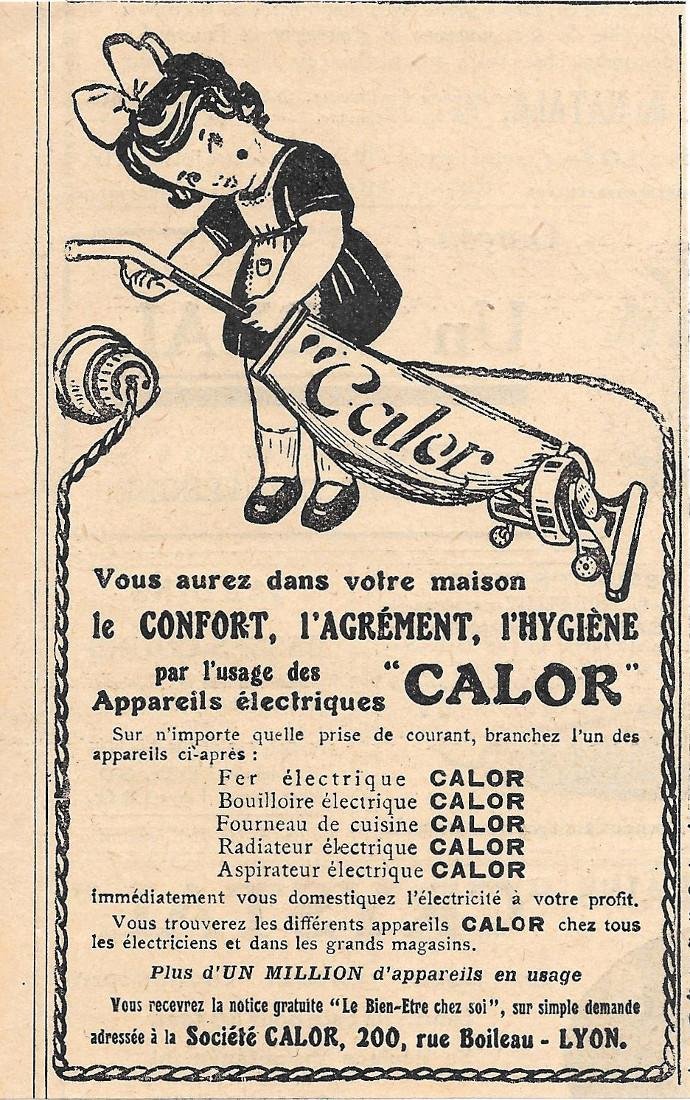 "Calor
Vous aurez dans votre maison
le CONFORT, l'AGRÉMENT, l'HYGIÈNE
par l'usage des
Appareils électriques "CALOR"
Sur n'importe quelle prise de courant, branchez l'un des
appareils ci-après :
Fer électrique CALOR
Bouilloire électrique CALOR
Fourneau de cuisine CALOR
Radiateur électrique CALOR
Aspirateur électrique CALOR
immédiatement vous domestiquez l'électricité à votre profit.
Vous trouverez les différents appareils CALOR chez tous
les électriciens et dans les grands magasins.
Plus d'UN MILLION d'appareils en usage
Vous recevrez la notice gratuite "Le Bien-Etre chez soi", sur simple demande
adressée à la Société CALOR, 200, rue Boileau - LYON.